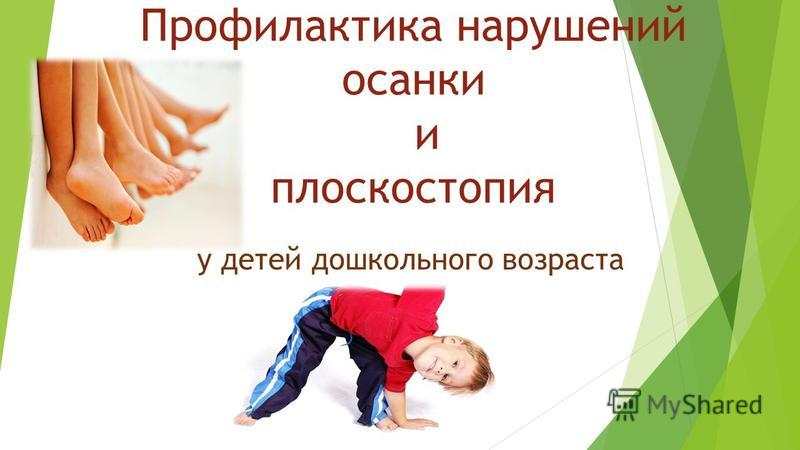 Профилактика нарушений
осанки
и
плоскостопия
у детей дошкольного возраста
MyShared